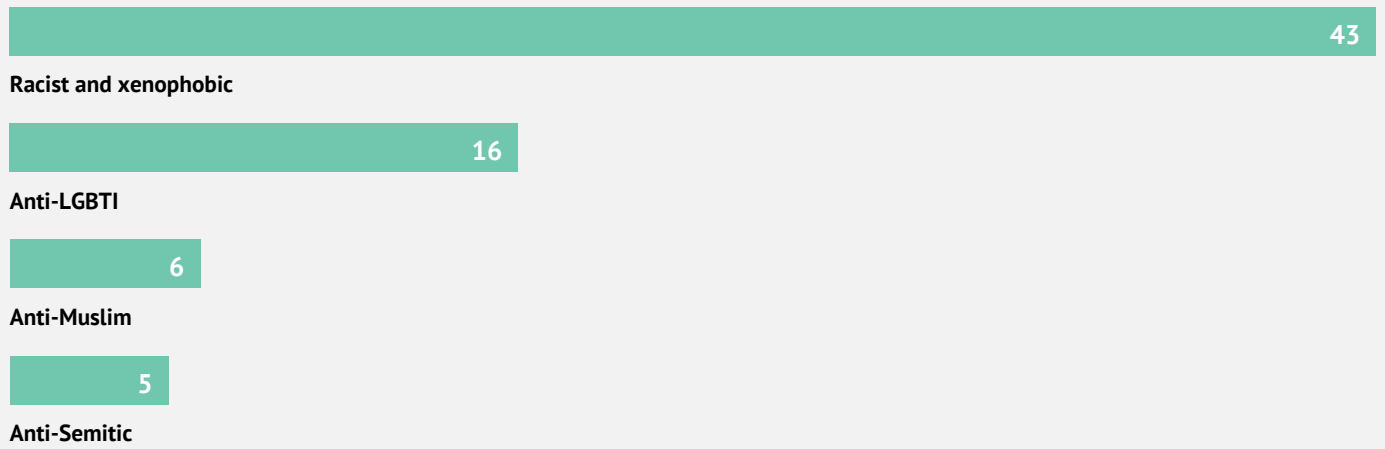 43
Racist and xenophobic
16
Anti-LGBTI
6
Anti-Muslim
5
Anti-Semitic